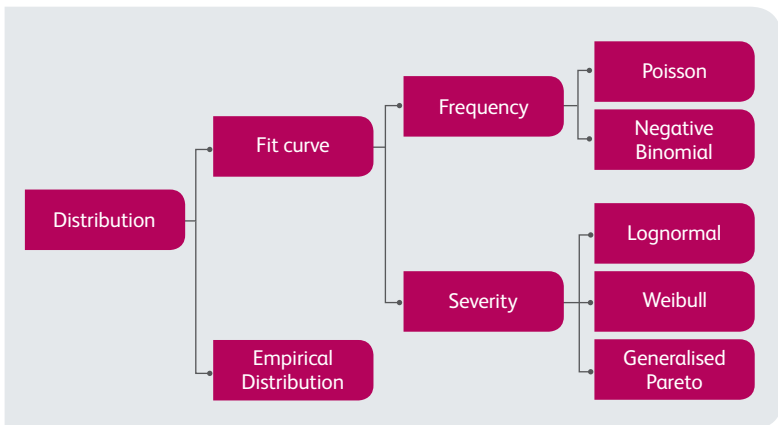 Distribution
Fit curve
Empirical
Distribution
Frequency
Severity
Poisson
Negative
Binomial
Lognormal
Weibull
Generalised
Pareto